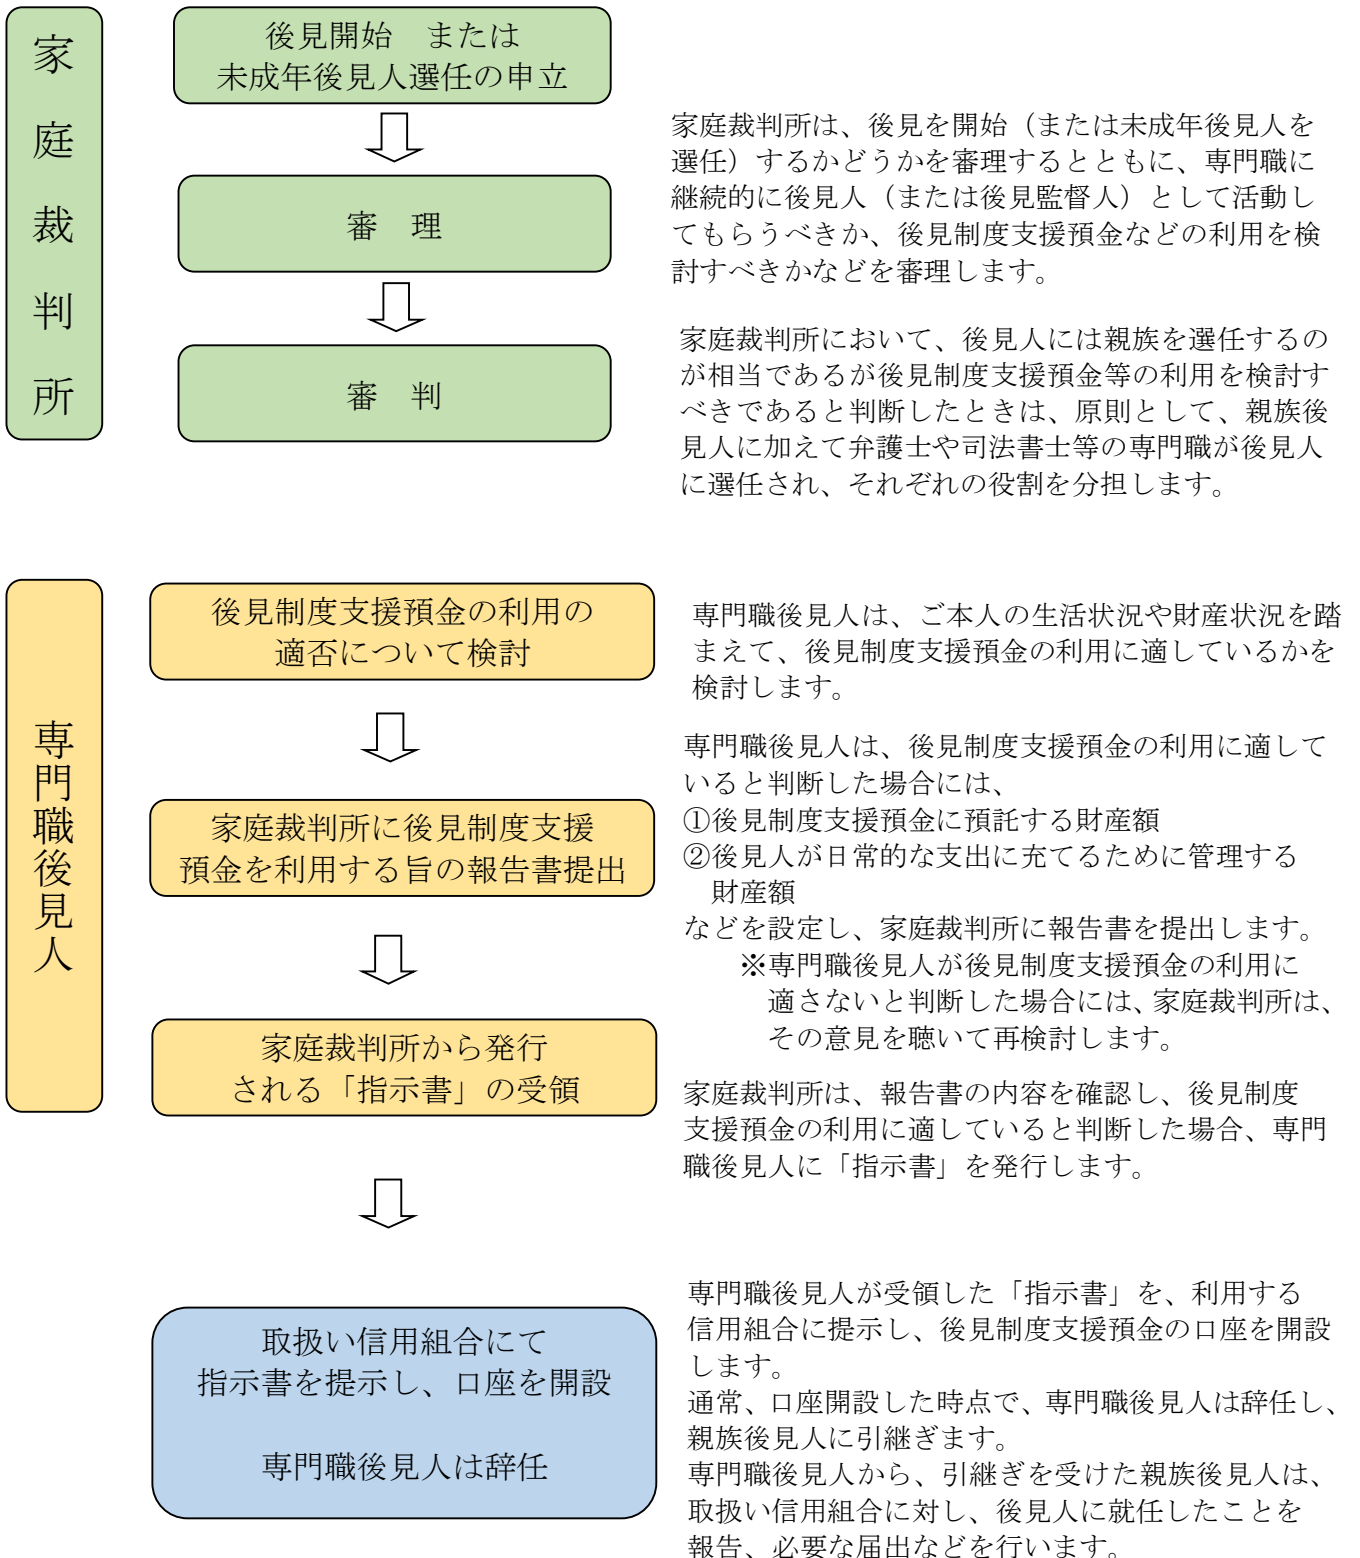 家庭裁判所
後見開始　または
未成年後見人選任の申立
審　理
審　判
家庭裁判所は、後見を開始（または未成年後見人を
選任）するかどうかを審理するとともに、専門職に
継続的に後見人（または後見監督人）として活動し
てもらうべきか、後見制度支援預金などの利用を検
討すべきかなどを審理します。
家庭裁判所において、後見人には親族を選任するの
が相当であるが後見制度支援預金等の利用を検討す
べきであると判断したときは、原則として、親族後
見人に加えて弁護士や司法書士等の専門職が後見人
に選任され、それぞれの役割を分担します。
専門職後見人
後見制度支援預金の利用の
適否について検討
専門職後見人は、ご本人の生活状況や財産状況を踏
まえて、後見制度支援預金の利用に適しているかを
検討します。
家庭裁判所に後見制度支援
預金を利用する旨の報告書提出
専門職後見人は、後見制度支援預金の利用に適して
いると判断した場合には、
①後見制度支援預金に預託する財産額
②後見人が日常的な支出に充てるために管理する
財産額
などを設定し、家庭裁判所に報告書を提出します。
※専門職後見人が後見制度支援預金の利用に
適さないと判断した場合には、家庭裁判所は、
その意見を聴いて再検討します。
家庭裁判所から発行
される「指示書」の受領
家庭裁判所は、報告書の内容を確認し、後見制度
支援預金の利用に適していると判断した場合、専門
職後見人に「指示書」を発行します。
取扱い信用組合にて
指示書を提示し、口座を開設
専門職後見人は辞任
専門職後見人が受領した「指示書」を、利用する
信用組合に提示し、後見制度支援預金の口座を開設
します。
通常、口座開設した時点で、専門職後見人は辞任し、
親族後見人に引継ぎます。
専門職後見人から、引継ぎを受けた親族後見人は、
取扱い信用組合に対し、後見人に就任したことを
報告、必要な届出などを行います。